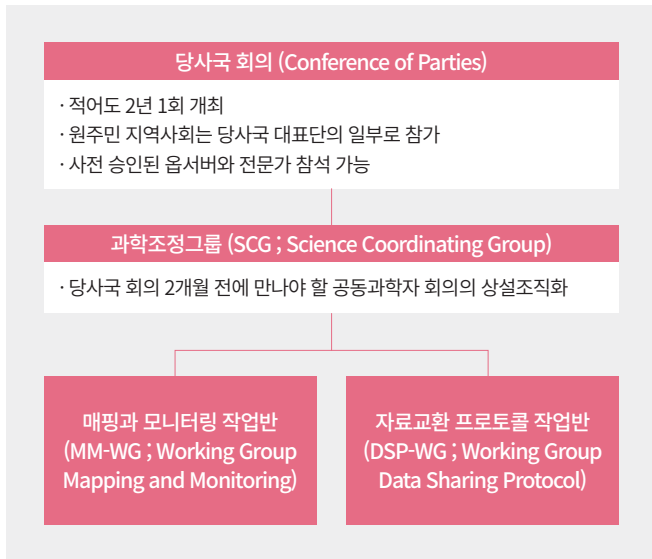 당사국 회의 (Conference of Parties)
· 적어도 2년 1회 개최
· 원주민 지역사회는 당사국 대표단의 일부로 참가
· 사전 승인된 옵서버와 전문가 참석 가능
과학조정그룹 (SCG ; Science Coordinating Group)
· 당사국 회의 2개월 전에 만나야 할 공동과학자 회의의 상설조직화
매핑과 모니터링 작업반
(MM-WG ; Working Group
Mapping and Monitoring)
자료교환 프로토콜 작업반
(DSP-WG ; Working Group
Data Sharing Protocol)